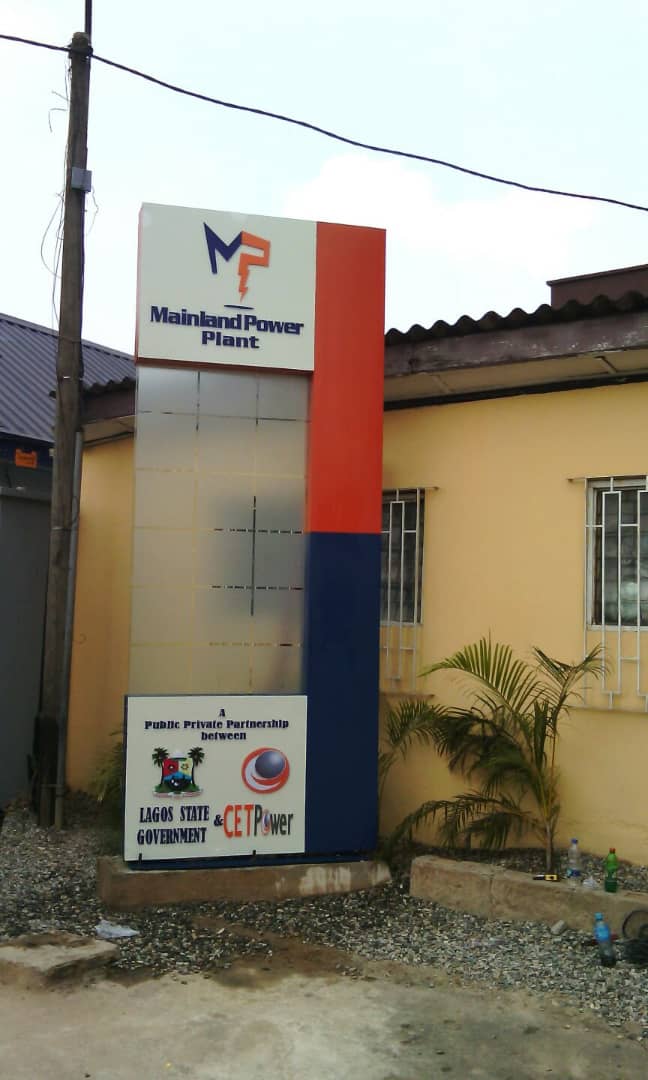 MP
Mainland Power
Plant
A
Public Private Partnership
between
LAGOS STATE
GOVERNMENT
& CETPower